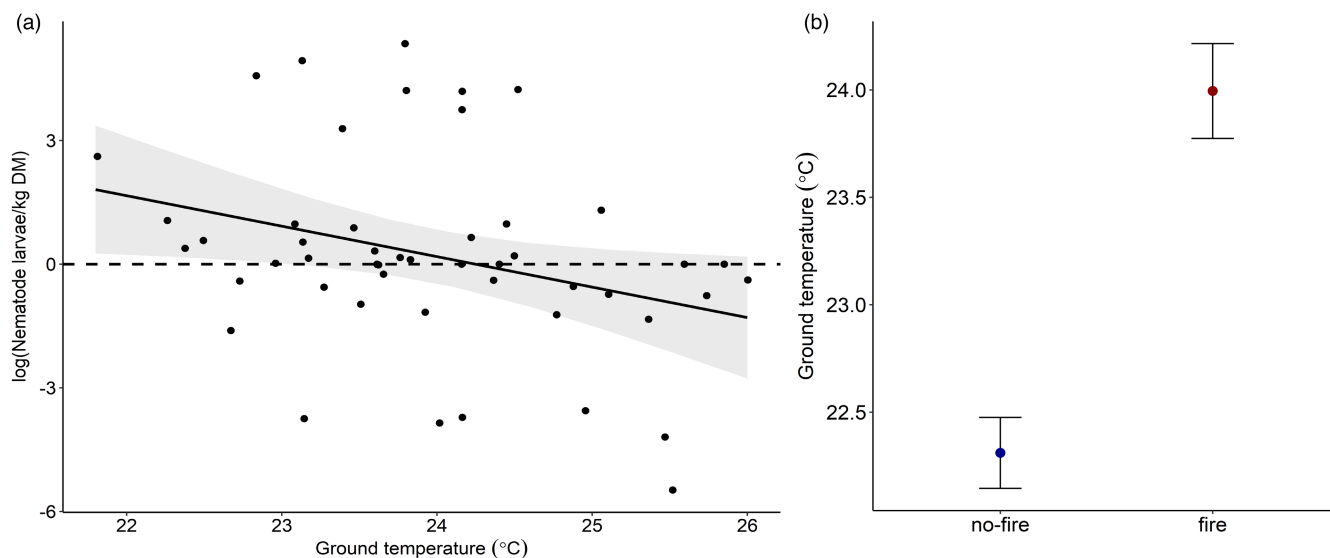 (a)
log(Nematode larvae/kg DM)
3
0
-3
-6
22 23 24 25 26
Ground temperature (°C)
(b)
Ground temperature (°C)
24.0
23.5
23.0
22.5
no-fire fire